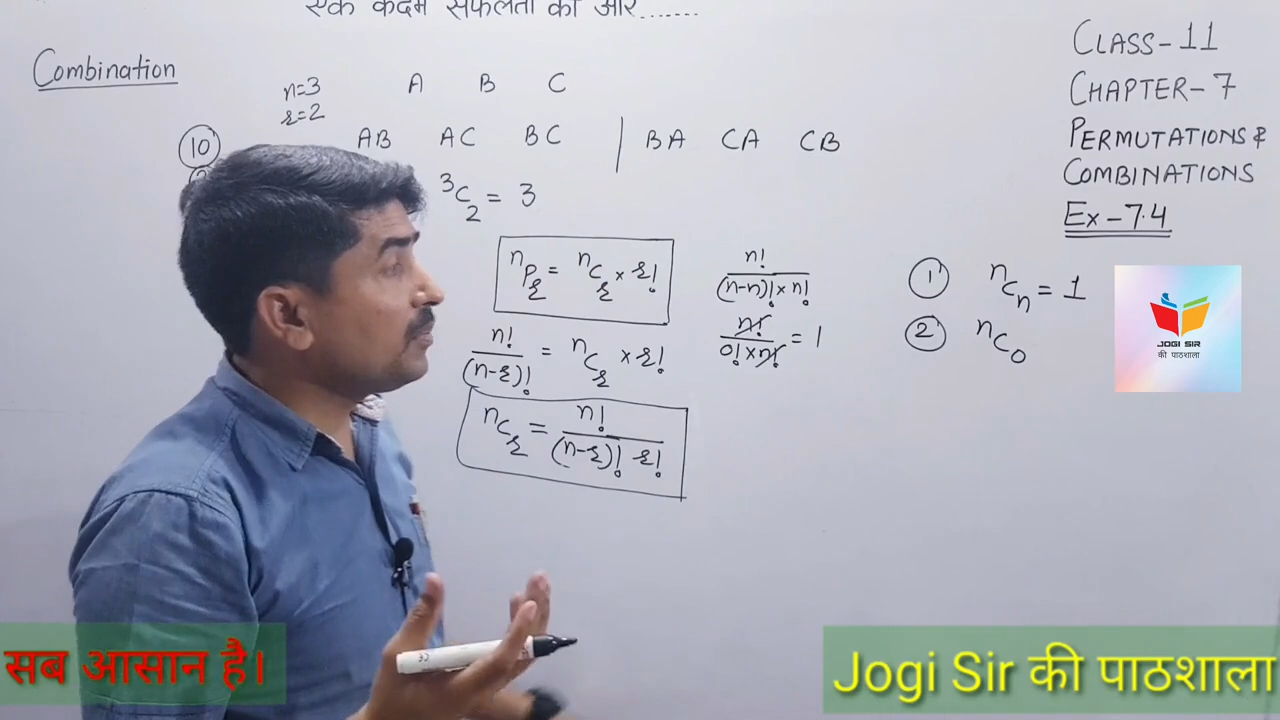 एक कदम सफलता की ओर.......
Combination
n=3
r=2
A B C
10
AB AC BC | BA CA CB
³C₂ = 3
ⁿPᵣ = ⁿCᵣ × r!
n!/(n-r)! = ⁿCᵣ × r!
ⁿCᵣ = n!/(n-r)! r!
n!/(n-n)! × n!
n!/0! × n! = 1
CLASS-11
CHAPTER-7
PERMUTATIONS &
COMBINATIONS
Ex-7.4
1 ⁿCₙ = 1
2 ⁿC₀
JOGI SIR
की पाठशाला
सब आसान है।
Jogi Sir की पाठशाला